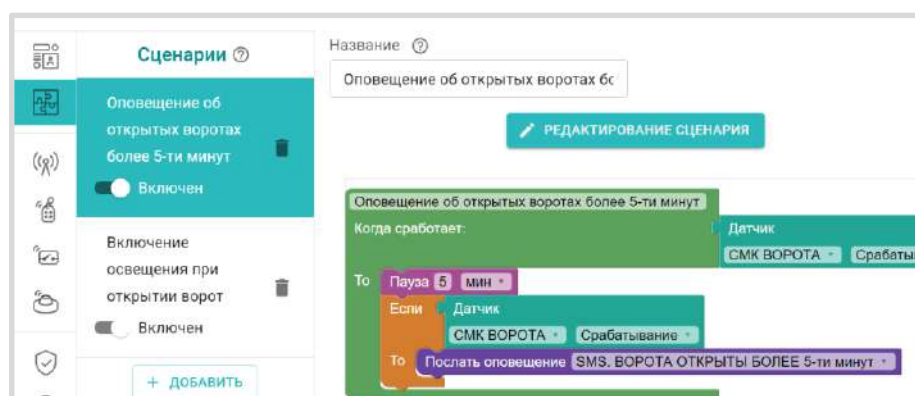 Сценарии
Оповещение об
открытых воротах
более 5-ти минут
Включен
Включение
освещения при
открытии ворот
Включен
+ ДОБАВИТЬ
Название
Оповещение об открытых воротах бо
РЕДАКТИРОВАНИЕ СЦЕНАРИЯ
Оповещение об открытых воротах более 5-ти минут
Когда сработает:
Датчик
СМК ВОРОТА Срабаты
То Пауза 5 мин
Если Датчик
СМК ВОРОТА Срабатывание
То Послать оповещение SMS. ВОРОТА ОТКРЫТЫ БОЛЕЕ 5-ти минут